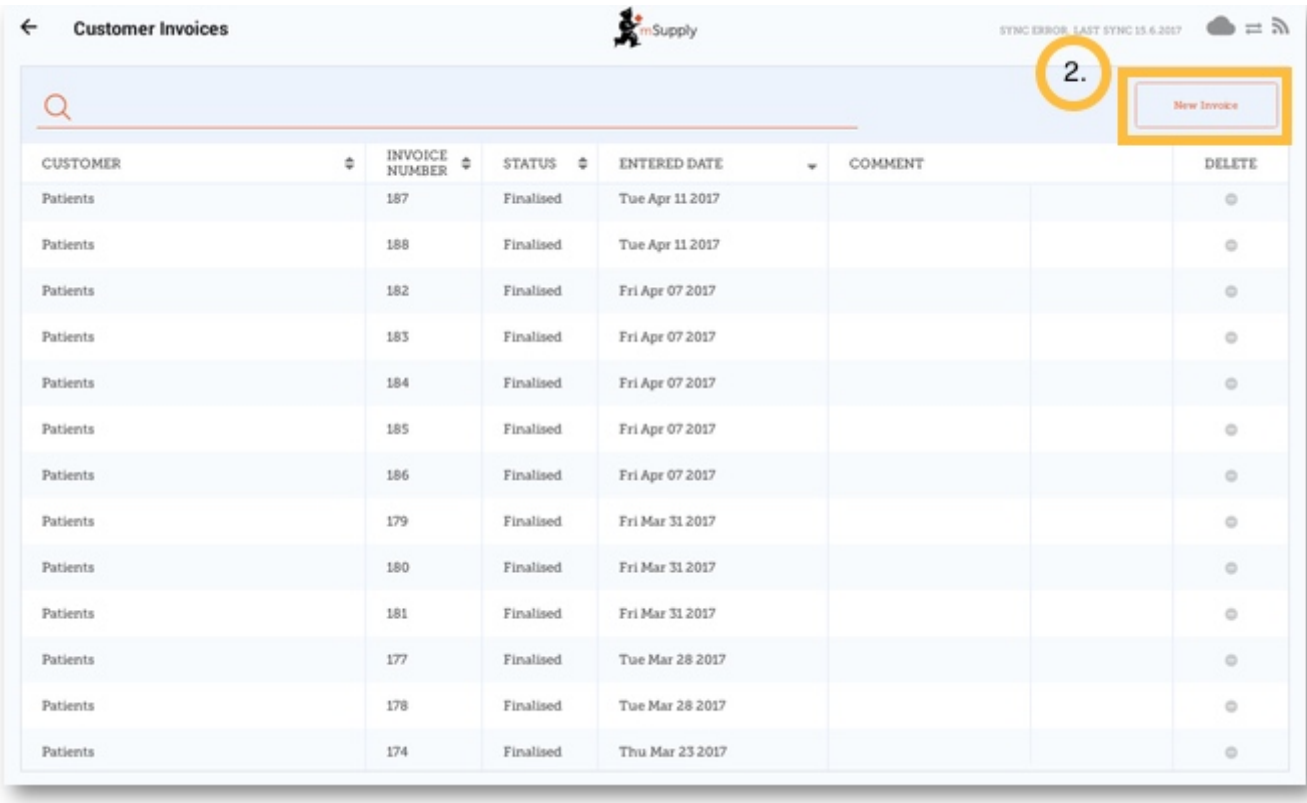 Customer Invoices
mSupply
SYNC ERROR. LAST SYNC 15.6.2017
2.
New Invoice
CUSTOMER INVOICE NUMBER STATUS ENTERED DATE COMMENT DELETE
Patients 187 Finalised Tue Apr 11 2017
Patients 188 Finalised Tue Apr 11 2017
Patients 182 Finalised Fri Apr 07 2017
Patients 183 Finalised Fri Apr 07 2017
Patients 184 Finalised Fri Apr 07 2017
Patients 185 Finalised Fri Apr 07 2017
Patients 186 Finalised Fri Apr 07 2017
Patients 179 Finalised Fri Mar 31 2017
Patients 180 Finalised Fri Mar 31 2017
Patients 181 Finalised Fri Mar 31 2017
Patients 177 Finalised Tue Mar 28 2017
Patients 178 Finalised Tue Mar 28 2017
Patients 174 Finalised Thu Mar 23 2017